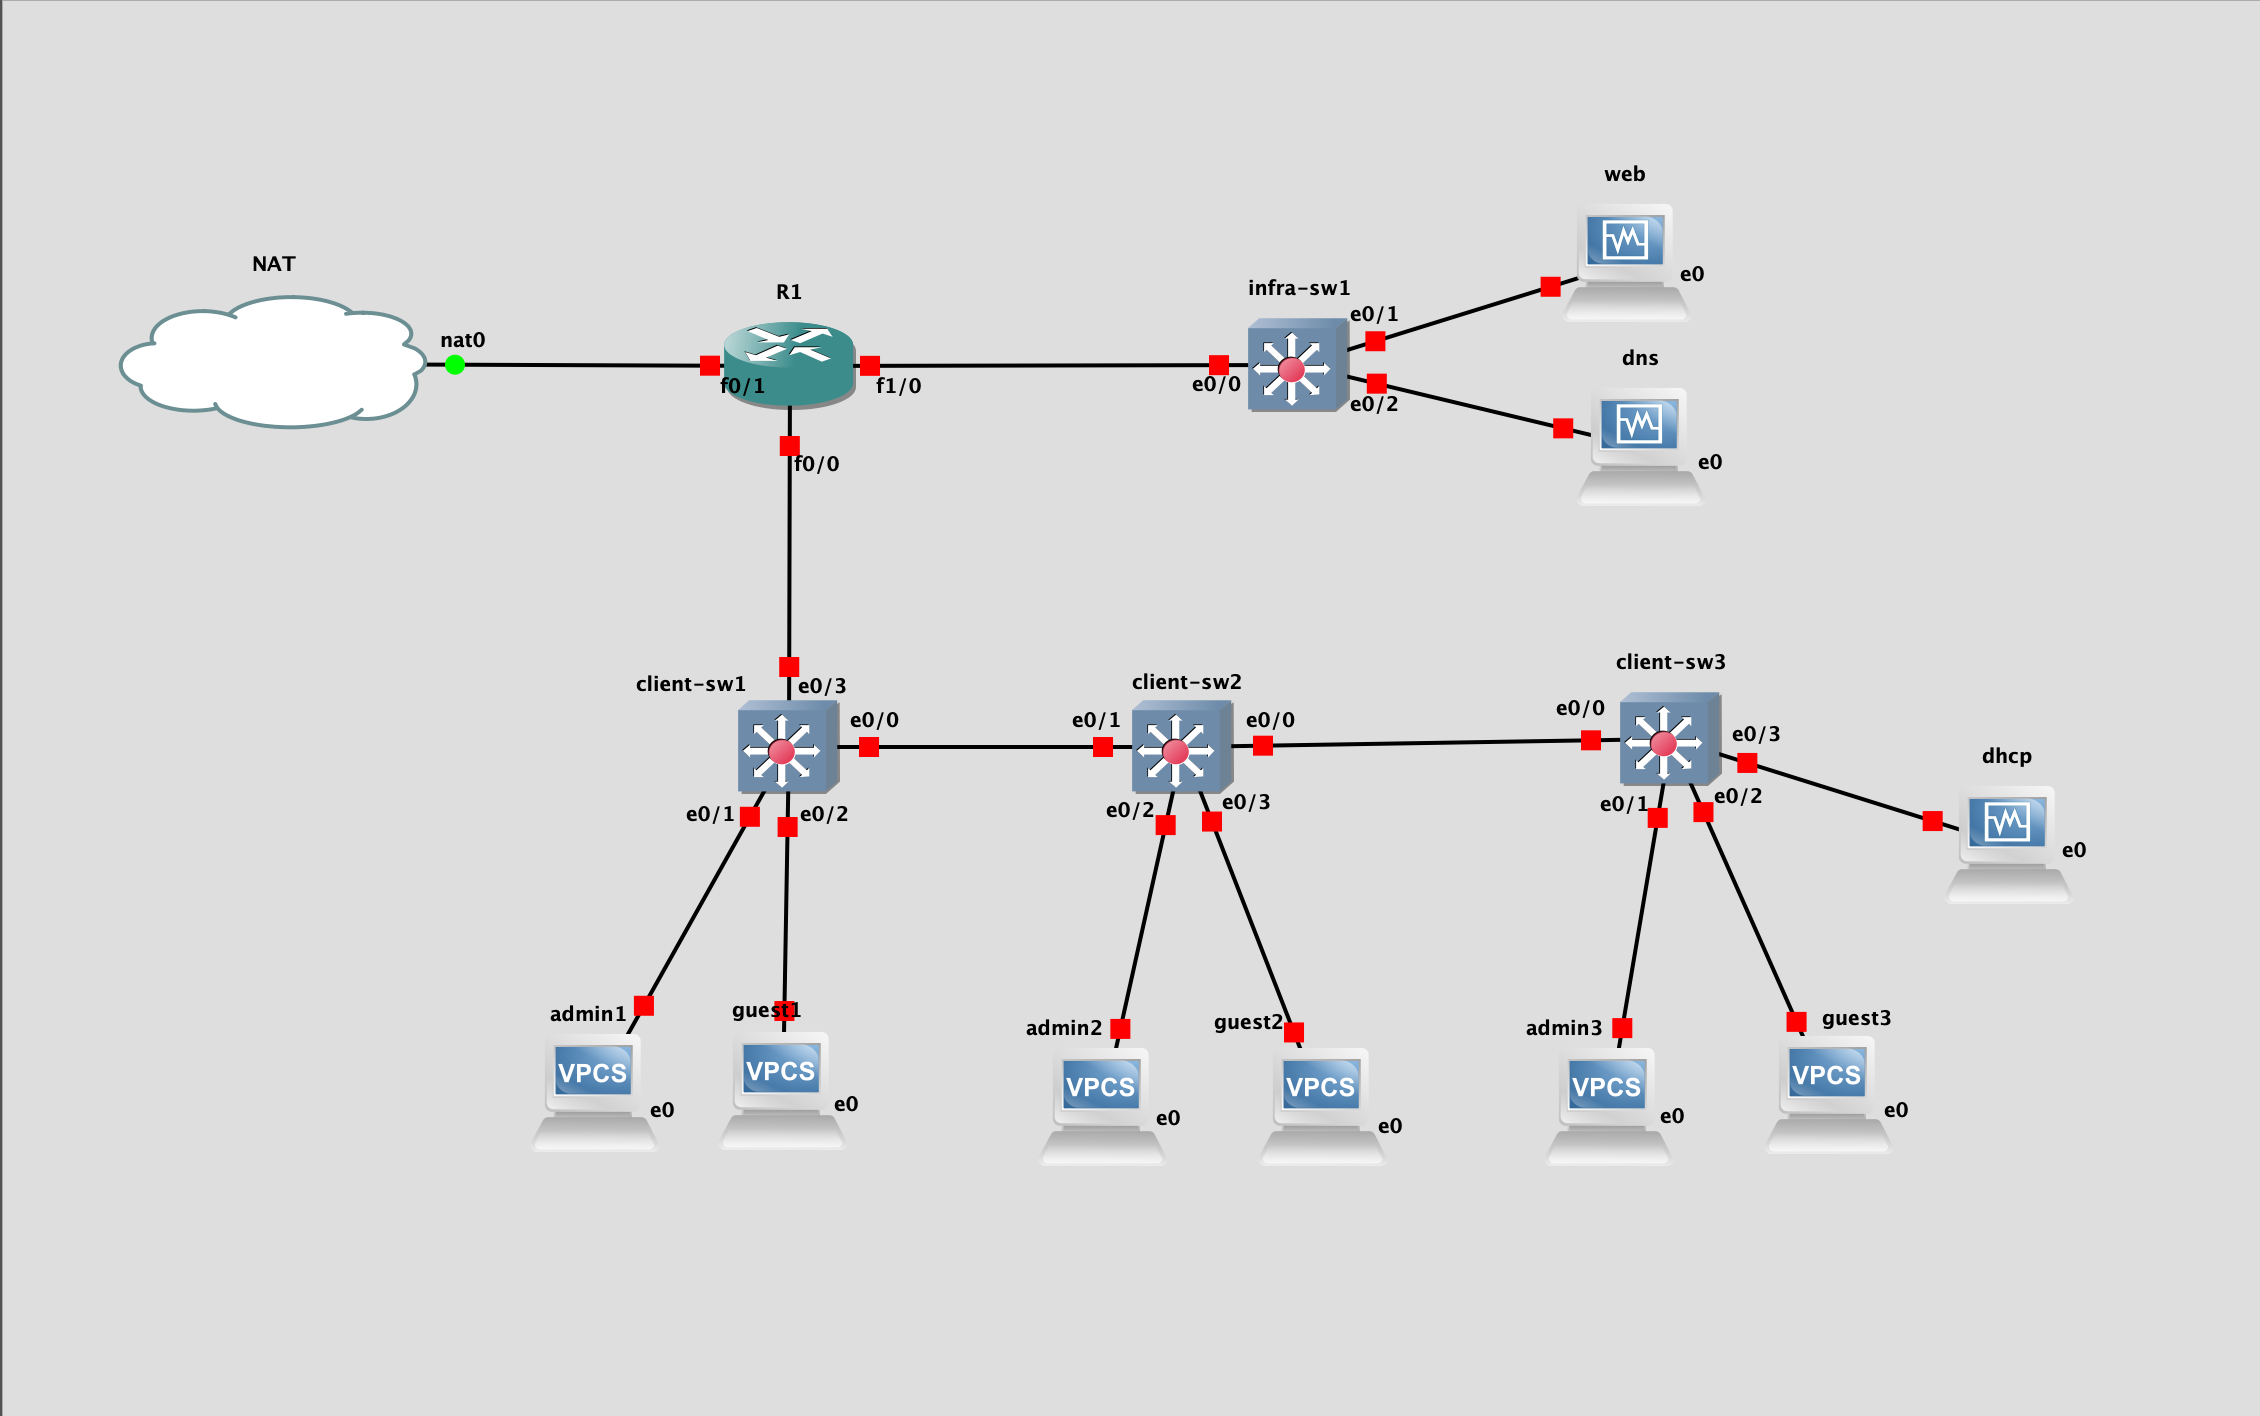 web
e0
NAT
infra-sw1
R1
e0/1
nat0
dns
f0/1
f1/0
e0/0
e0/2
f0/0
e0
client-sw1
e0/3
client-sw2
client-sw3
e0/0
e0/1
e0/0
e0/0
e0/3
dhcp
e0/1
e0/2
e0/2
e0/3
e0/1
e0/2
e0
admin1
guest1
admin2
guest2
admin3
guest3
VPCS
VPCS
VPCS
VPCS
VPCS
VPCS
e0
e0
e0
e0
e0
e0